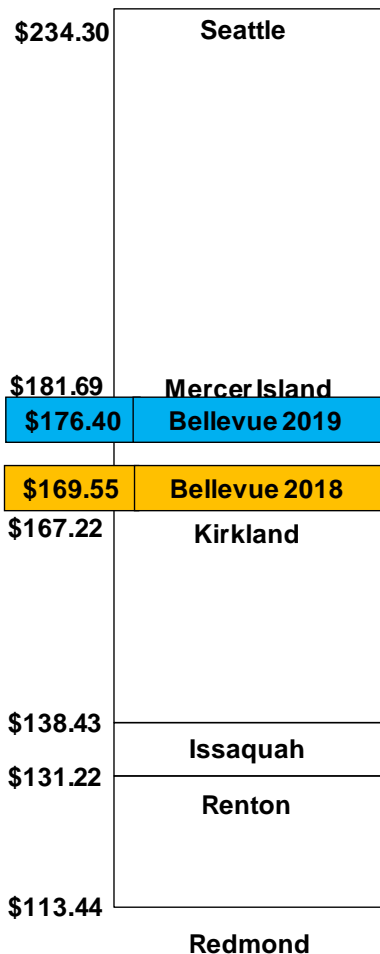 $234.30 Seattle
$181.69 Mercer Island
$176.40 Bellevue 2019
$169.55 Bellevue 2018
$167.22 Kirkland
$138.43
Issaquah
$131.22
Renton
$113.44
Redmond